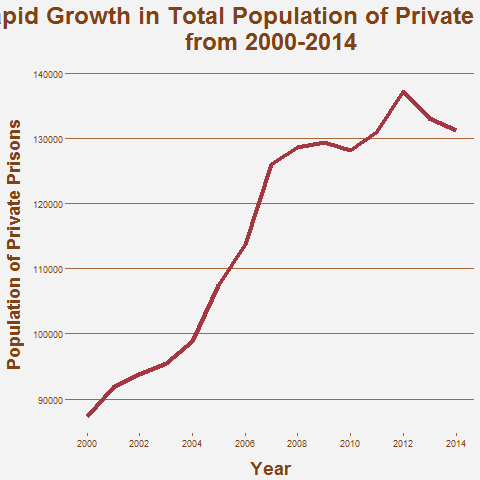 pid Growth in Total Population of Private
from 2000-2014
140000
130000
120000
110000
100000
90000
Population of Private Prisons
2000 2002 2004 2006 2008 2010 2012 2014
Year